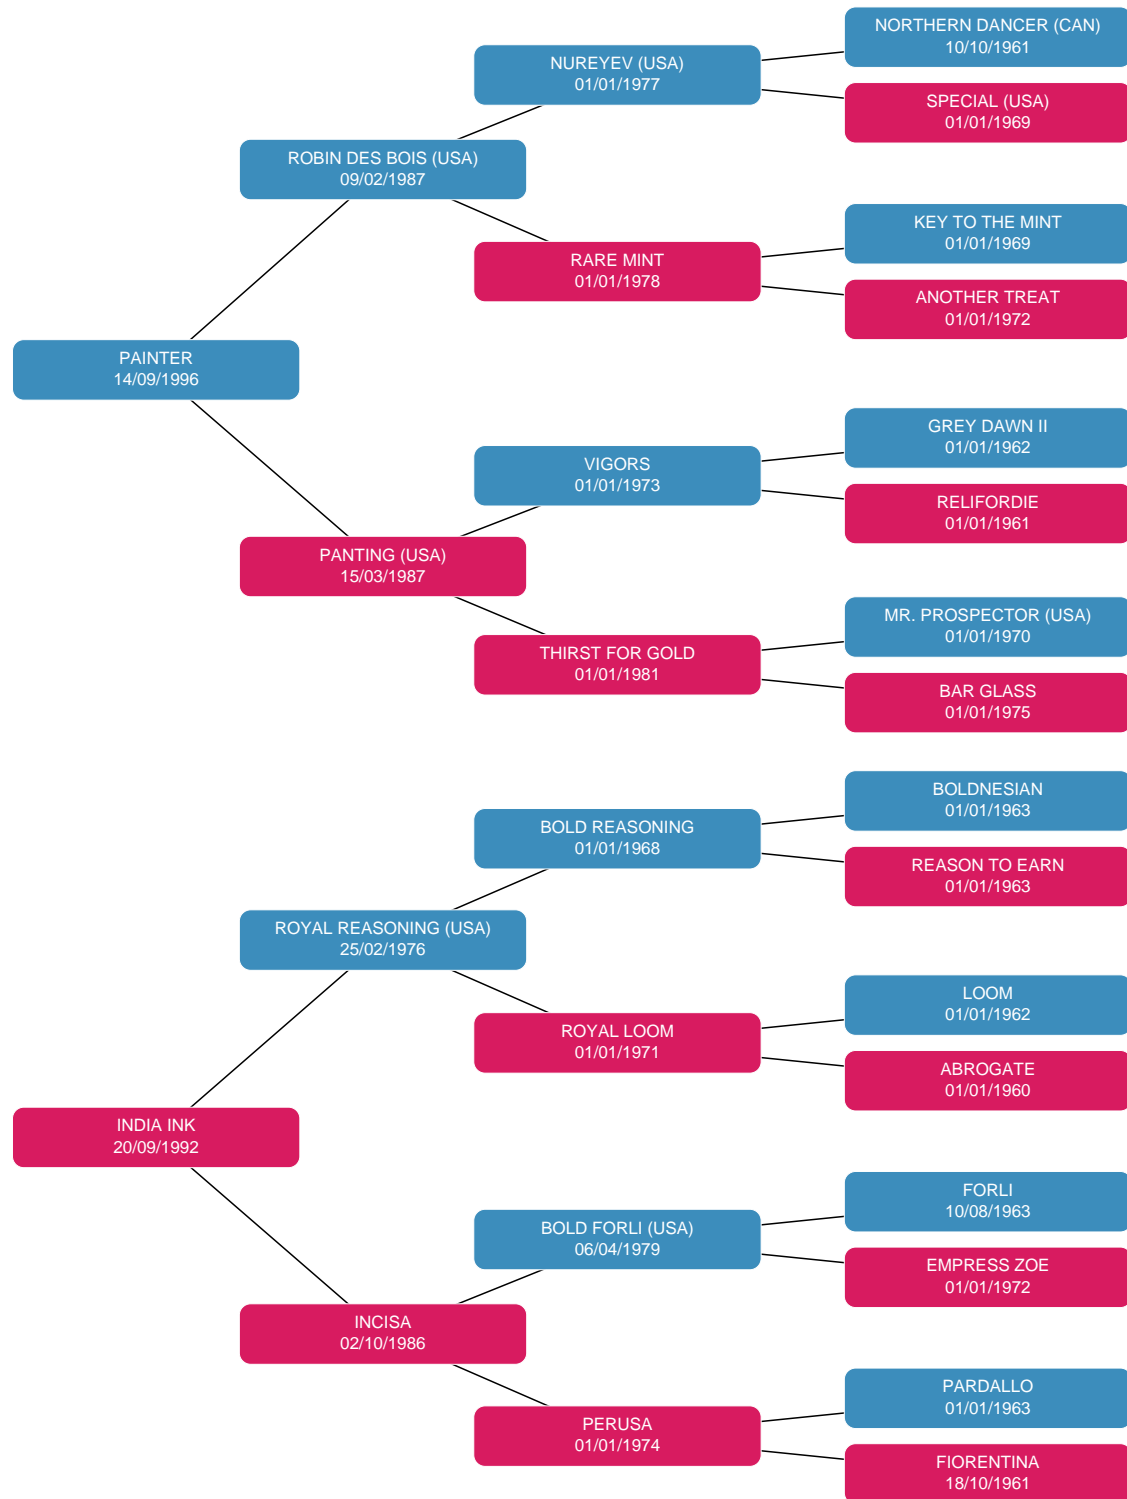 NORTHERN DANCER (CAN)
10/10/1961
NUREYEV (USA)
01/01/1977
SPECIAL (USA)
01/01/1969
ROBIN DES BOIS (USA)
09/02/1987
KEY TO THE MINT
01/01/1969
RARE MINT
01/01/1978
ANOTHER TREAT
01/01/1972
PAINTER
14/09/1996
GREY DAWN II
01/01/1962
VIGORS
01/01/1973
RELIFORDIE
01/01/1961
PANTING (USA)
15/03/1987
MR. PROSPECTOR (USA)
01/01/1970
THIRST FOR GOLD
01/01/1981
BAR GLASS
01/01/1975
BOLDNESIAN
01/01/1963
BOLD REASONING
01/01/1968
REASON TO EARN
01/01/1963
ROYAL REASONING (USA)
25/02/1976
LOOM
01/01/1962
ROYAL LOOM
01/01/1971
ABROGATE
01/01/1960
INDIA INK
20/09/1992
FORLI
10/08/1963
BOLD FORLI (USA)
06/04/1979
EMPRESS ZOE
01/01/1972
INCISA
02/10/1986
PARDALLO
01/01/1963
PERUSA
01/01/1974
FIORENTINA
18/10/1961